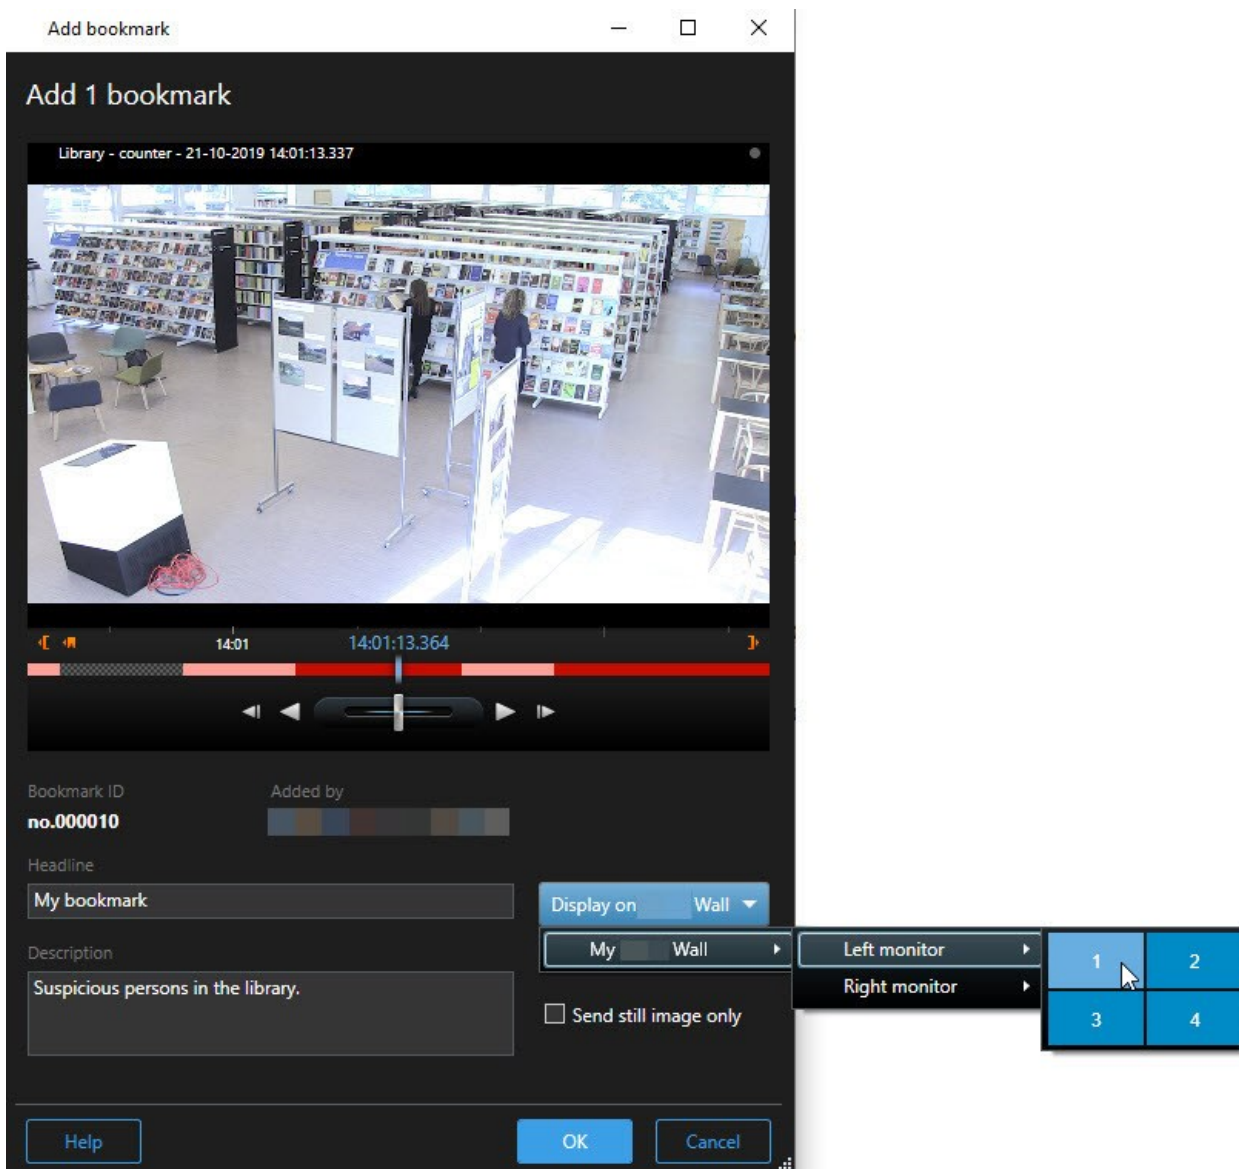 Add bookmark
Add 1 bookmark
Library - counter - 21-10-2019 14:01:13.337
14:01
14:01:13.364
Bookmark ID
Added by
no.000010
Headline
My bookmark
Display on Wall
My Wall
Left monitor
Right monitor
1
2
3
4
Description
Suspicious persons in the library.
Send still image only
Help
OK
Cancel